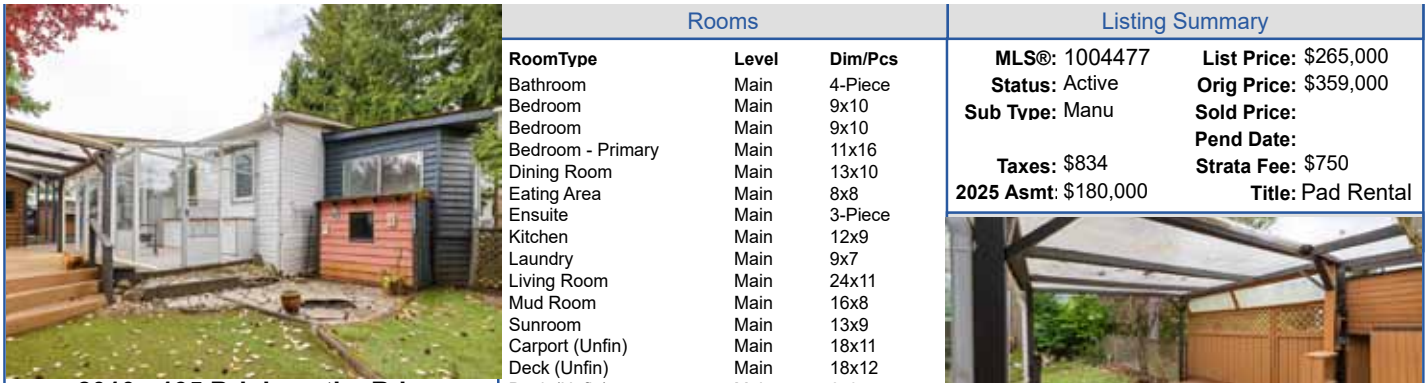 Rooms
RoomType Level Dim/Pcs
Bathroom Main 4-Piece
Bedroom Main 9x10
Bedroom Main 9x10
Bedroom - Primary Main 11x16
Dining Room Main 13x10
Eating Area Main 8x8
Ensuite Main 3-Piece
Kitchen Main 12x9
Laundry Main 9x7
Living Room Main 24x11
Mud Room Main 16x8
Sunroom Main 13x9
Carport (Unfin) Main 18x11
Deck (Unfin) Main 18x12
Listing Summary
MLS®: 1004477 List Price: $265,000
Status: Active Orig Price: $359,000
Sub Type: Manu Sold Price:
Pend Date:
Taxes: $834 Strata Fee: $750
2025 Asmt: $180,000 Title: Pad Rental